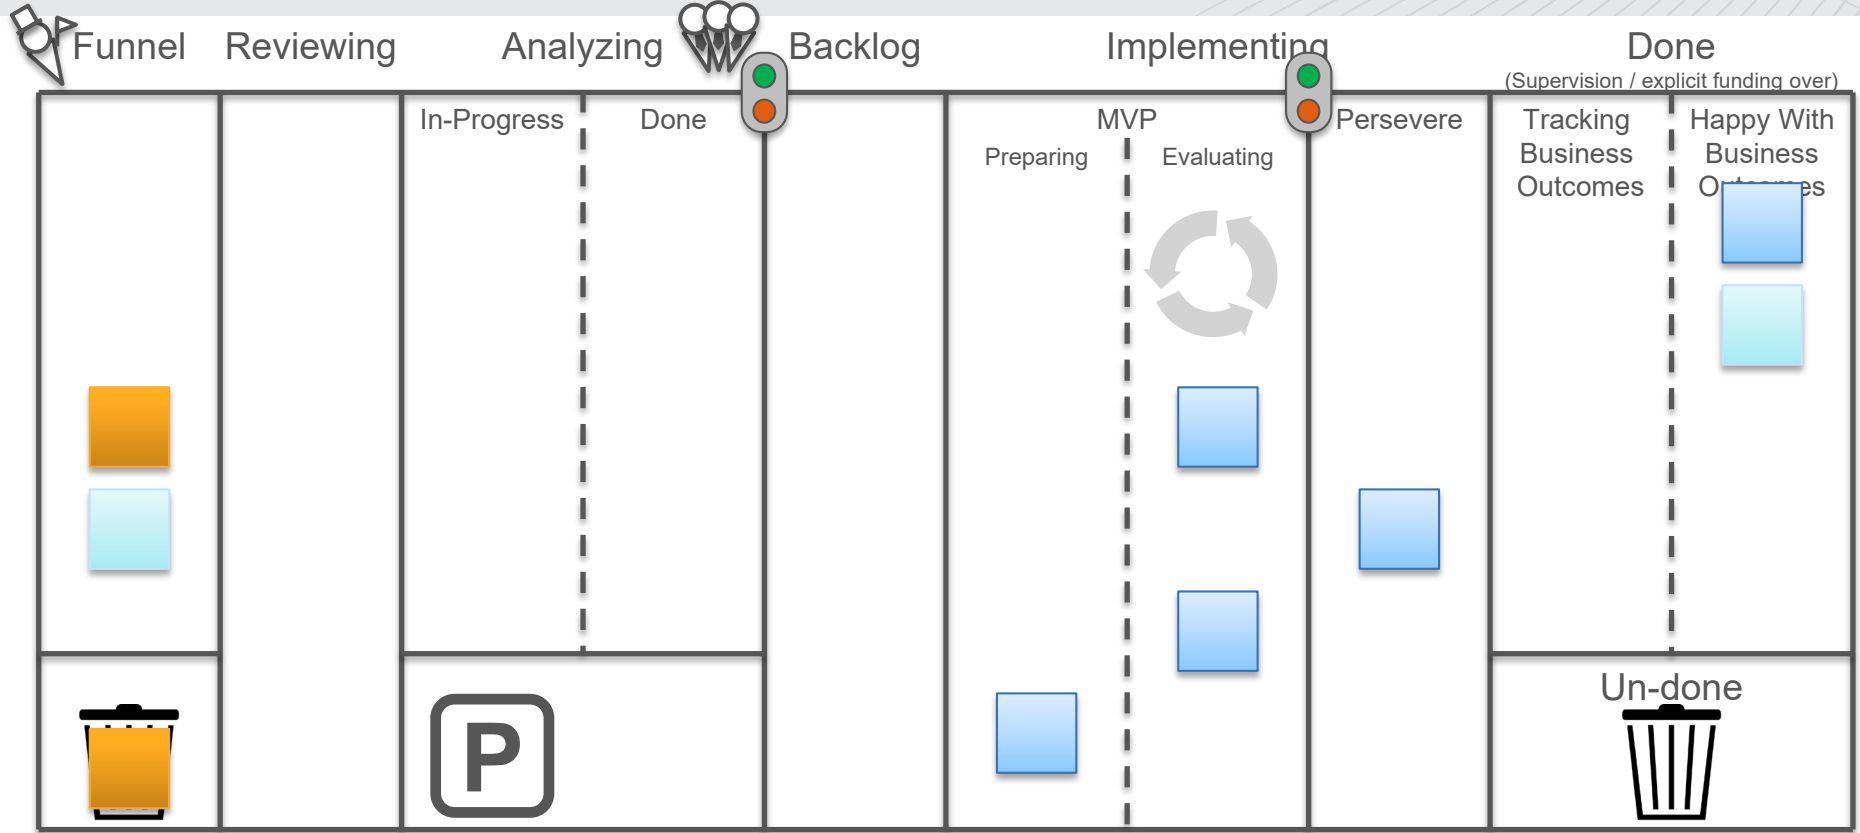 Funnel
Reviewing
Analyzing
Backlog
Implementing
Done
(Supervision / explicit funding over)
In-Progress
Done
MVP
Preparing
Evaluating
Persevere
Tracking
Business
Outcomes
Happy With
Business
Outcomes
P
Un-done